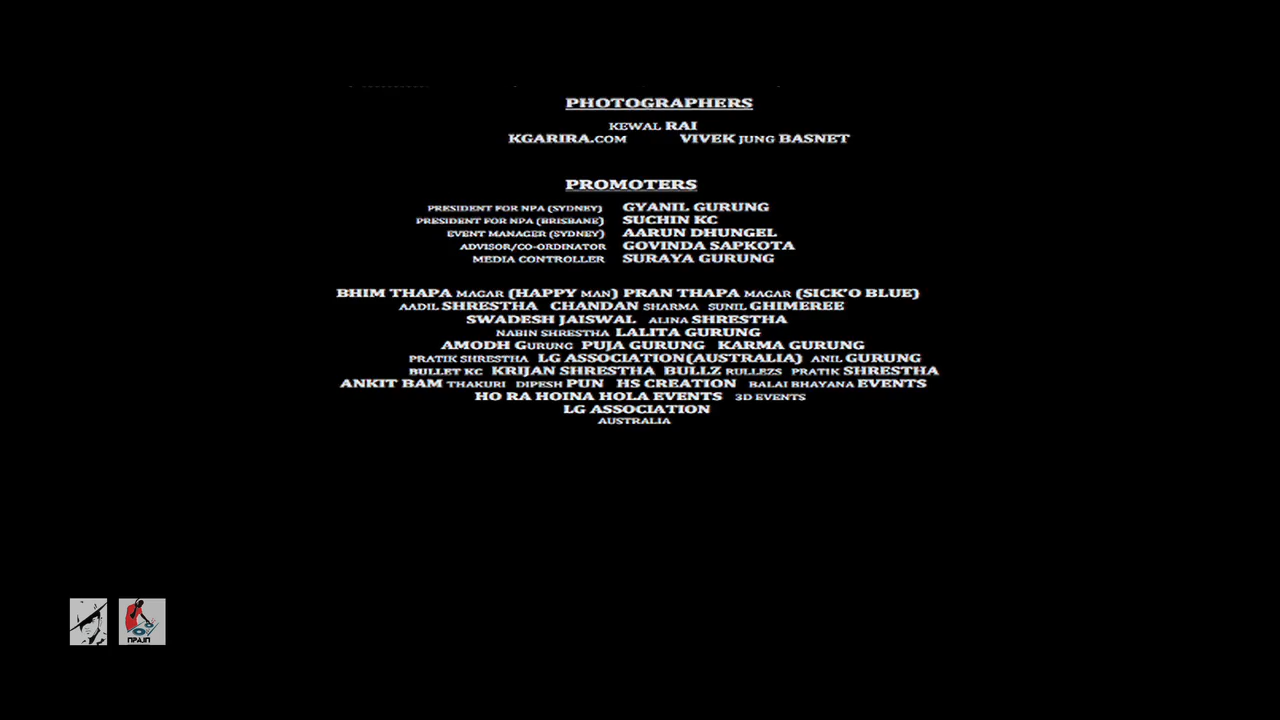 PHOTOGRAPHERS
KEWAL RAI
KGARIRA.COM VIVEK JUNG BASNET
PROMOTERS
PRESIDENT FOR NPA (SYDNEY) GYANIL GURUNG
PRESIDENT FOR NPA (BRISBANE) SUCHIN KC
EVENT MANAGER (SYDNEY) AARUN DHUNGEL
ADVISOR/CO-ORDINATOR GOVINDA SAPKOTA
MEDIA CONTROLLER SURAYA GURUNG
BHIM THAPA MAGAR (HAPPY MAN) PRAN THAPA MAGAR (SICK'O BLUE)
AADIL SHRESTHA CHANDAN SHARMA SUNIL GHIMEREE
SWADESH JAISWAL ALINA SHRESTHA
NABIN SHRESTHA LALITA GURUNG
AMODH GURUNG PUJA GURUNG KARMA GURUNG
PRATIK SHRESTHA LG ASSOCIATION(AUSTRALIA) ANIL GURUNG
BULLET KC KRIJAN SHRESTHA BULLZ RULLEZS PRATIK SHRESTHA
ANKIT BAM THAKURI DIPESH PUN HS CREATION BALAI BHAYANA EVENTS
HO RA HOINA HOLA EVENTS 3D EVENTS
LG ASSOCIATION
AUSTRALIA